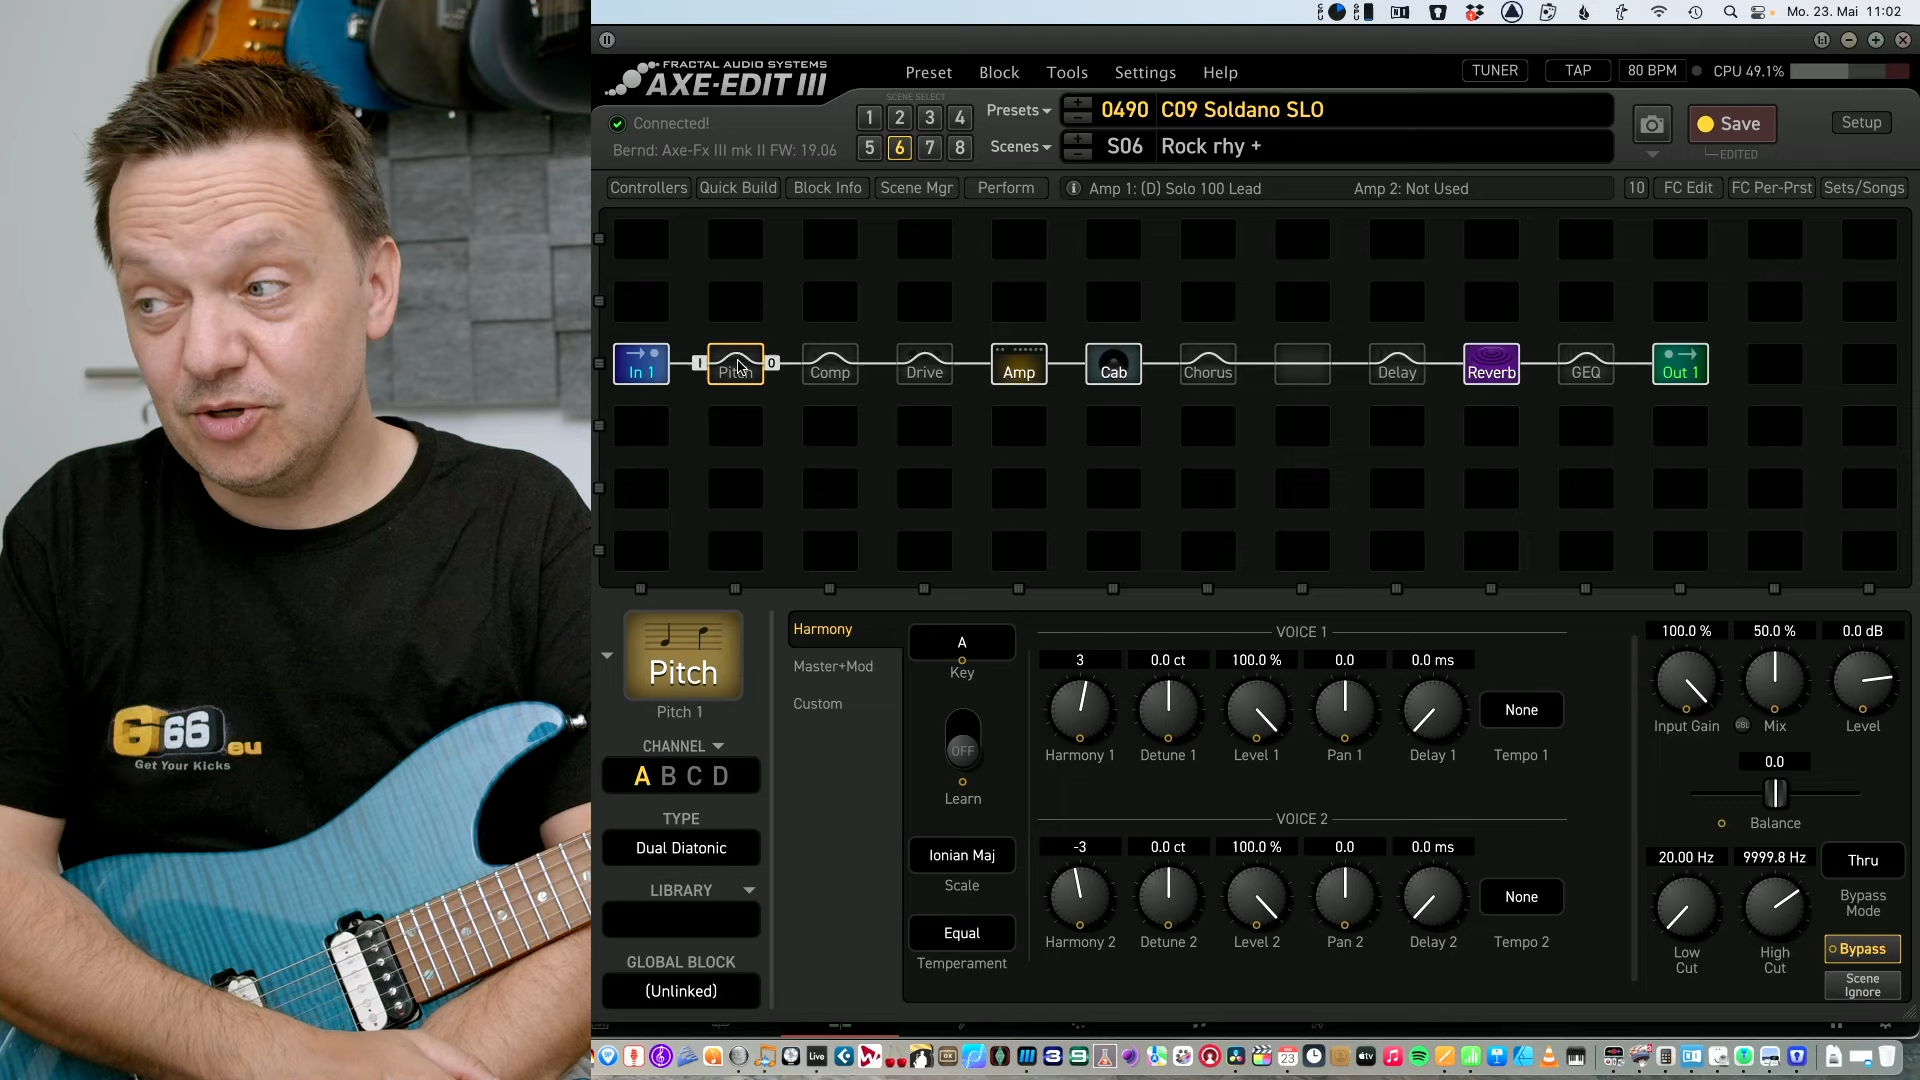 Mo. 23. Mai 11:02
FRACTAL AUDIO SYSTEMS
AXE-EDIT III
Preset Block Tools Settings Help
TUNER TAP 80 BPM CPU 49.1%
SCENE SELECT
1 2 3 4
5 6 7 8
Connected!
Bernd: Axe-Fx III mk II FW: 19.06
Presets 0490 C09 Soldano SLO
Scenes S06 Rock rhy +
Save
EDITED
Setup
Controllers Quick Build Block Info Scene Mgr Perform
Amp 1: (D) Solo 100 Lead Amp 2: Not Used
10 FC Edit FC Per-Prst Sets/Songs
In 1 I Pitch O Comp Drive Amp Cab Chorus Delay Reverb GEQ Out 1
Pitch
Pitch 1
CHANNEL
A B C D
TYPE
Dual Diatonic
LIBRARY
GLOBAL BLOCK
(Unlinked)
Harmony
Master+Mod
Custom
A
Key
OFF
Learn
Ionian Maj
Scale
Equal
Temperament
VOICE 1
3 0.0 ct 100.0 % 0.0 0.0 ms
None
Harmony 1 Detune 1 Level 1 Pan 1 Delay 1 Tempo 1
VOICE 2
-3 0.0 ct 100.0 % 0.0 0.0 ms
None
Harmony 2 Detune 2 Level 2 Pan 2 Delay 2 Tempo 2
100.0 % 50.0 % 0.0 dB
Input Gain GBL Mix Level
0.0
Balance
20.00 Hz 9999.8 Hz Thru
Low Cut High Cut Bypass Mode
Bypass
Scene Ignore
G66.eu
Get Your Kicks
Live
23
tv